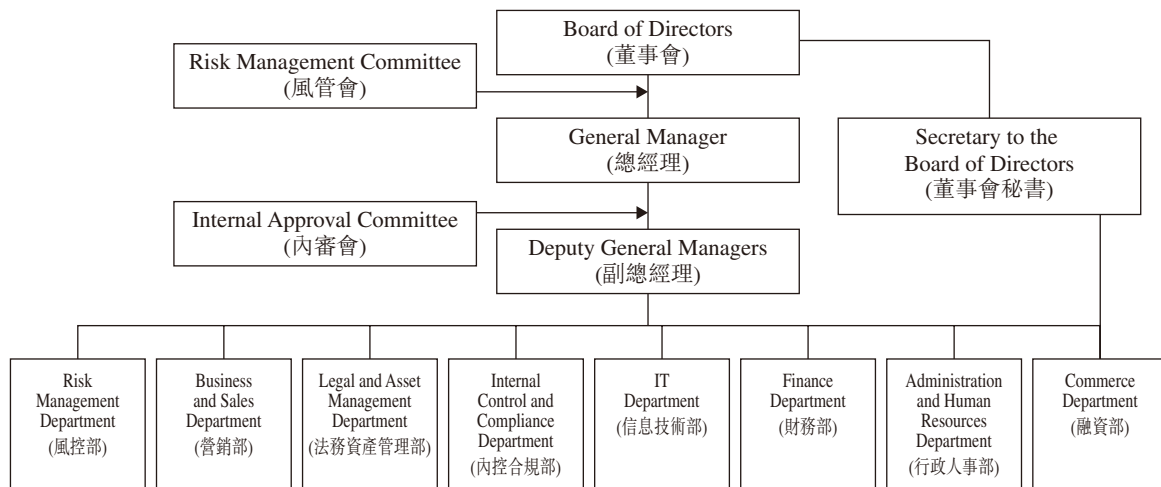 Board of Directors
(董事會)
Risk Management Committee
(風管會)
General Manager
(總經理)
Secretary to the
Board of Directors
(董事會秘書)
Internal Approval Committee
(內審會)
Deputy General Managers
(副總經理)
Risk
Management
Department
(風控部)
Business
and Sales
Department
(營銷部)
Legal and Asset
Management
Department
(法務資產管理部)
Internal
Control and
Compliance
Department
(內控合規部)
IT
Department
(信息技術部)
Finance
Department
(財務部)
Administration
and Human
Resources
Department
(行政人事部)
Commerce
Department
(融資部)